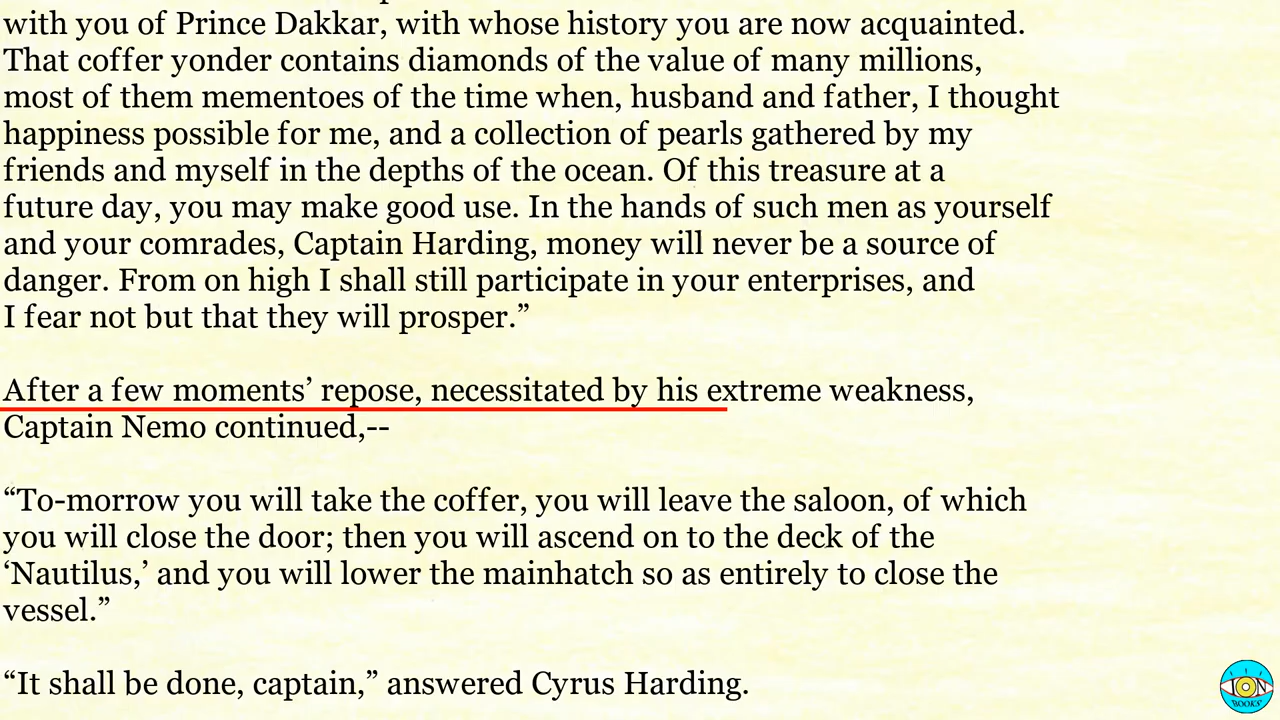 with you of Prince Dakkar, with whose history you are now acquainted.
That coffer yonder contains diamonds of the value of many millions,
most of them mementoes of the time when, husband and father, I thought
happiness possible for me, and a collection of pearls gathered by my
friends and myself in the depths of the ocean. Of this treasure at a
future day, you may make good use. In the hands of such men as yourself
and your comrades, Captain Harding, money will never be a source of
danger. From on high I shall still participate in your enterprises, and
I fear not but that they will prosper.”
After a few moments’ repose, necessitated by his extreme weakness,
Captain Nemo continued,--
“To-morrow you will take the coffer, you will leave the saloon, of which
you will close the door; then you will ascend on to the deck of the
‘Nautilus,’ and you will lower the mainhatch so as entirely to close the
vessel.”
“It shall be done, captain,” answered Cyrus Harding.
ION
BOOKS